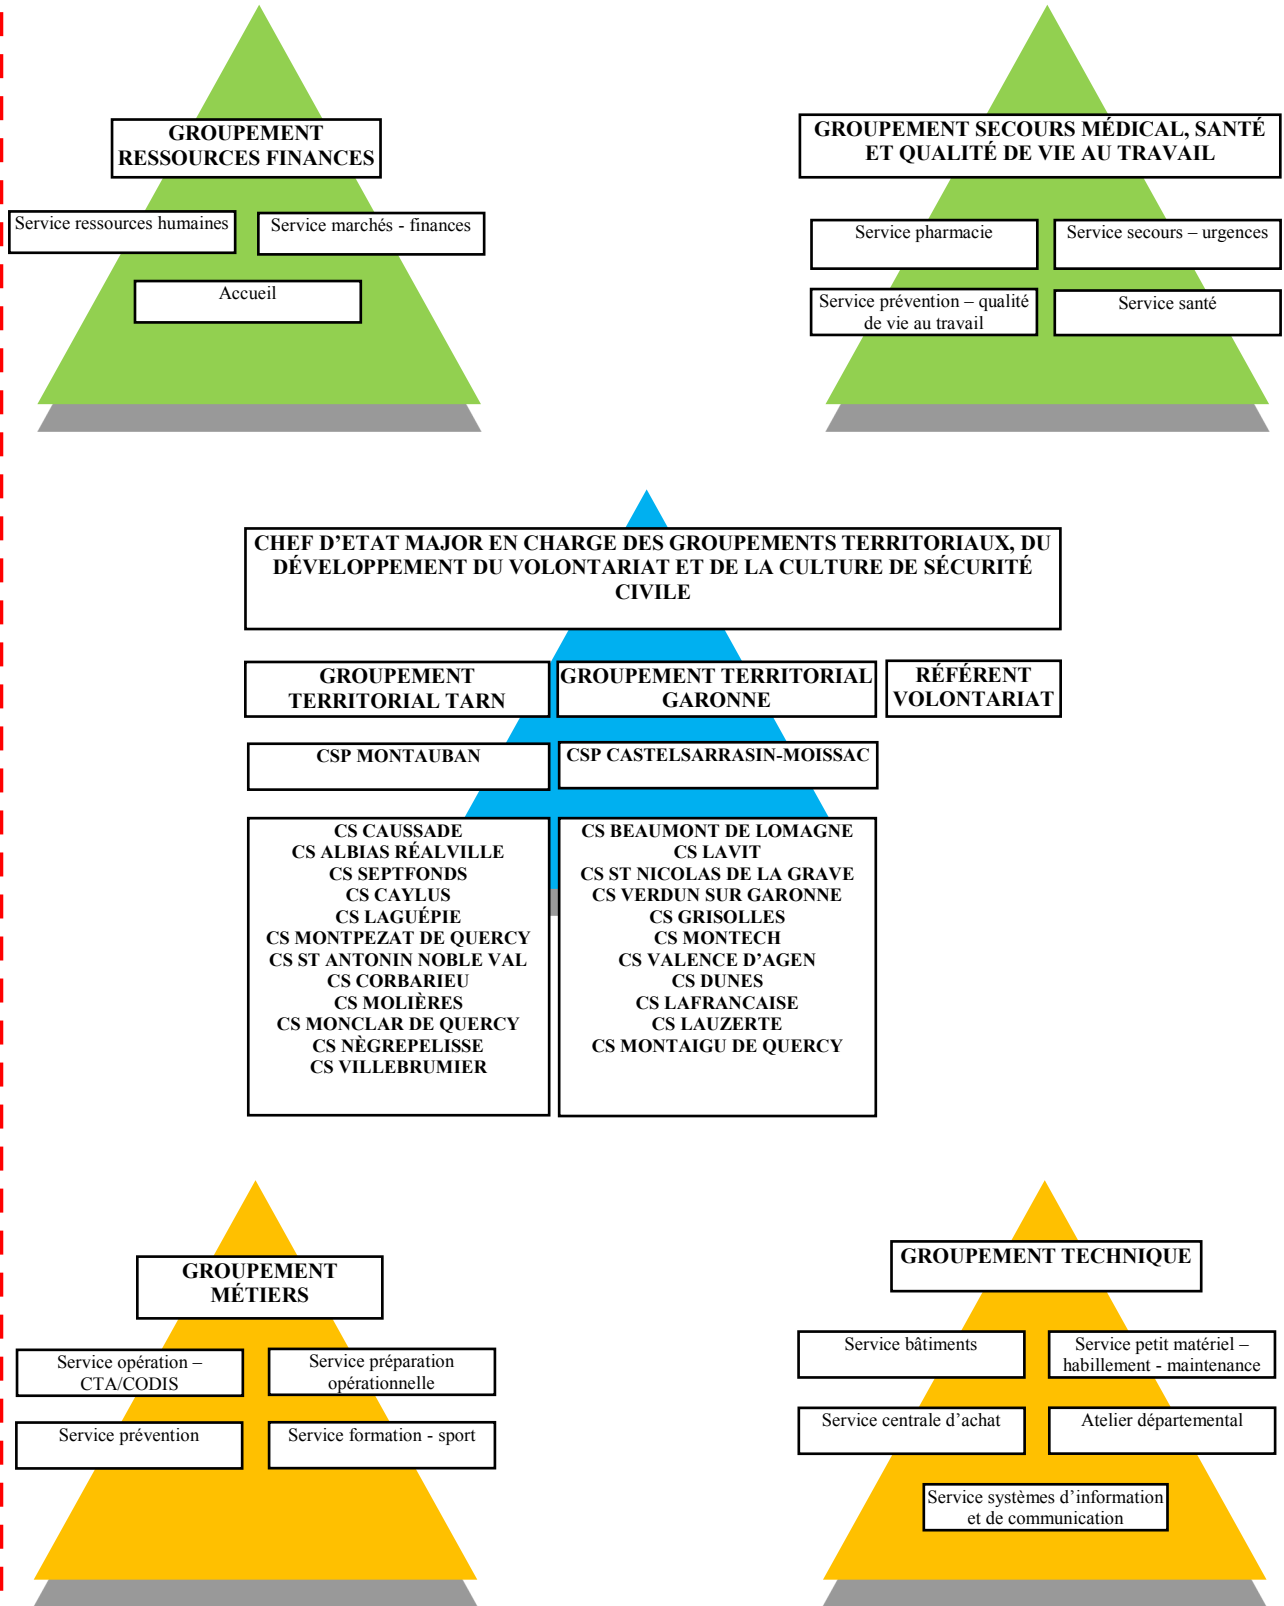 GROUPEMENT
RESSOURCES FINANCES
Service ressources humaines
Service marchés - finances
Accueil
GROUPEMENT SECOURS MÉDICAL, SANTÉ
ET QUALITÉ DE VIE AU TRAVAIL
Service pharmacie
Service secours – urgences
Service prévention – qualité
de vie au travail
Service santé
CHEF D'ETAT MAJOR EN CHARGE DES GROUPEMENTS TERRITORIAUX, DU
DÉVELOPPEMENT DU VOLONTARIAT ET DE LA CULTURE DE SÉCURITÉ
CIVILE
GROUPEMENT
TERRITORIAL TARN
GROUPEMENT TERRITORIAL
GARONNE
RÉFÉRENT
VOLONTARIAT
CSP MONTAUBAN
CSP CASTELSARRASIN-MOISSAC
CS CAUSSADE
CS ALBIAS RÉALVILLE
CS SEPTFONDS
CS CAYLUS
CS LAGUÉPIE
CS MONTPEZAT DE QUERCY
CS ST ANTONIN NOBLE VAL
CS CORBARIEU
CS MOLIÈRES
CS MONCLAR DE QUERCY
CS NÈGREPELISSE
CS VILLEBRUMIER
CS BEAUMONT DE LOMAGNE
CS LAVIT
CS ST NICOLAS DE LA GRAVE
CS VERDUN SUR GARONNE
CS GRISOLLES
CS MONTECH
CS VALENCE D'AGEN
CS DUNES
CS LAFRANCAISE
CS LAUZERTE
CS MONTAIGU DE QUERCY
GROUPEMENT
MÉTIERS
Service opération –
CTA/CODIS
Service préparation
opérationnelle
Service prévention
Service formation - sport
GROUPEMENT TECHNIQUE
Service bâtiments
Service petit matériel –
habillement - maintenance
Service centrale d'achat
Atelier départemental
Service systèmes d'information
et de communication